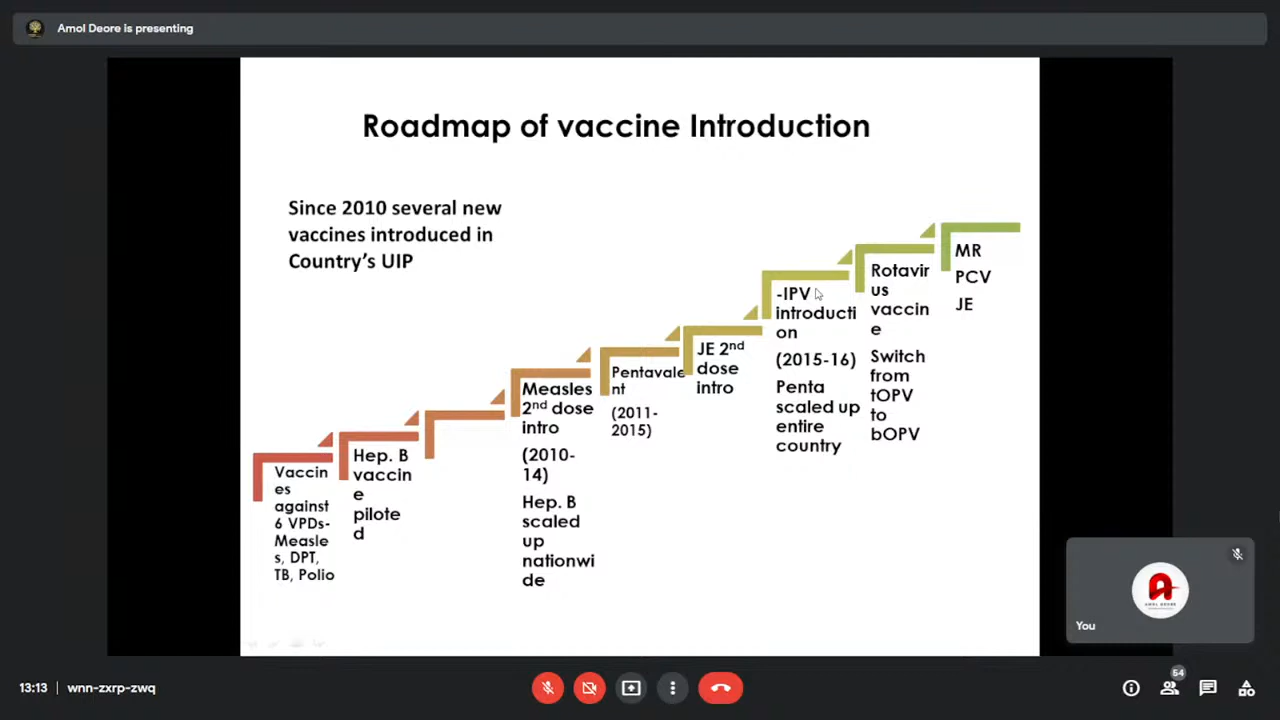 Amol Deore is presenting
Roadmap of vaccine Introduction
Since 2010 several new
vaccines introduced in
Country's UIP
Vaccin
es
against
6 VPDs-
Measle
s, DPT,
TB, Polio
Hep. B
vaccin
e
pilote
d
Measles
2nd dose
intro
(2010-
14)
Hep. B
scaled
up
nationwi
de
Pentavale
nt
(2011-
2015)
JE 2nd
dose
intro
-IPV
introducti
on
(2015-16)
Penta
scaled up
entire
country
Rotavir
us
vaccin
e
Switch
from
tOPV
to
bOPV
MR
PCV
JE
AMOL DEORE
You
13:13 | wnn-zxrp-zwq
54